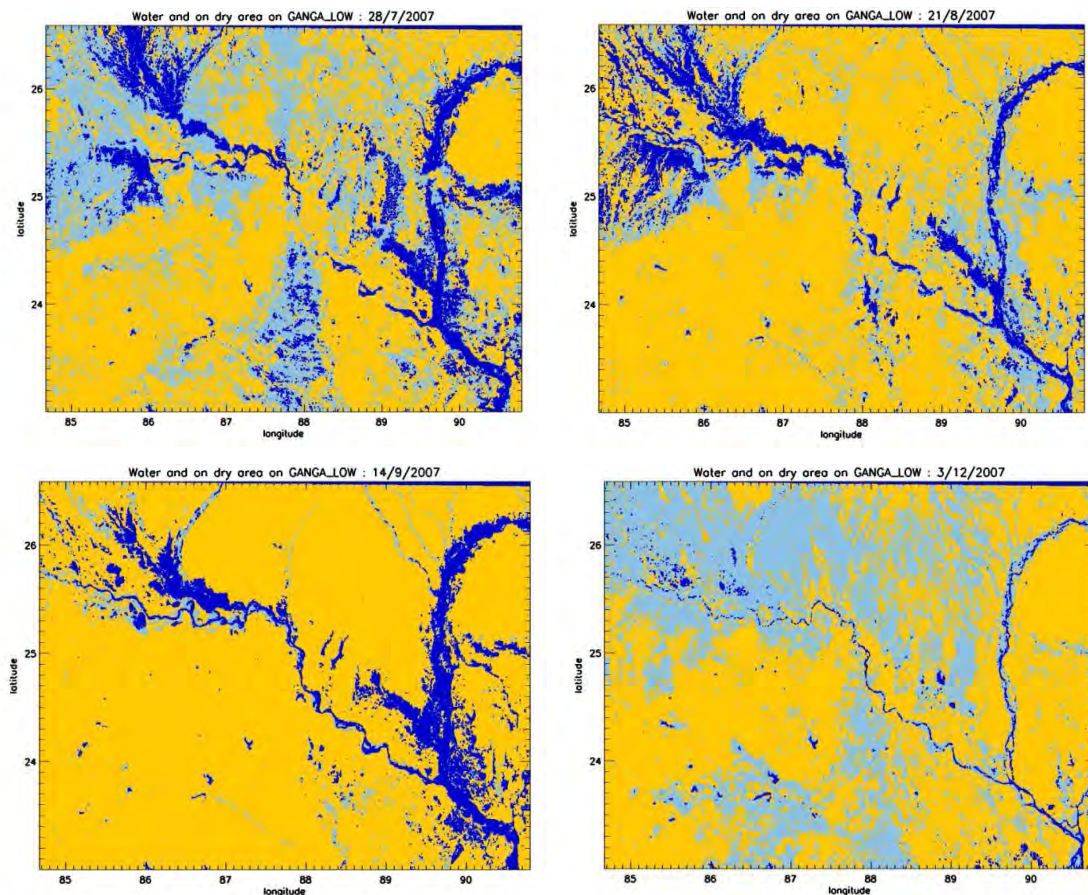 Water and on dry area on GANGA_LOW : 28/7/2007
26
25
24
latitude
85 86 87 88 89 90
longitude
Water and on dry area on GANGA_LOW : 21/8/2007
26
25
24
latitude
85 86 87 88 89 90
longitude
Water and on dry area on GANGA_LOW : 14/9/2007
26
25
24
latitude
85 86 87 88 89 90
longitude
Water and on dry area on GANGA_LOW : 3/12/2007
26
25
24
latitude
85 86 87 88 89 90
longitude